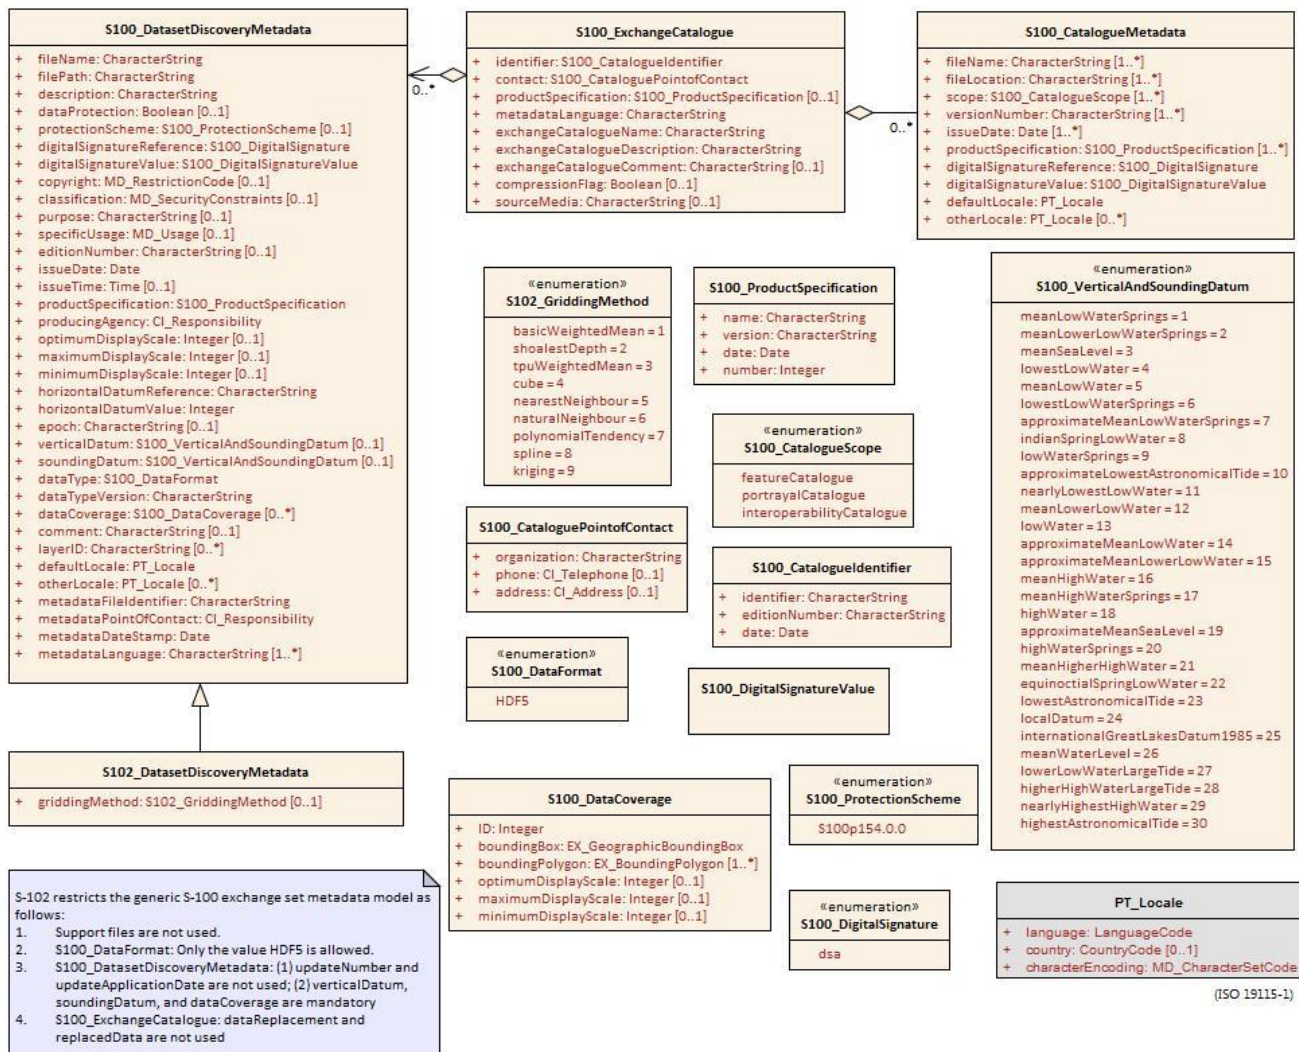 S100_DatasetDiscoveryMetadata
+ fileName: CharacterString
+ filePath: CharacterString
+ description: CharacterString
+ dataProtection: Boolean [0..1]
+ protectionScheme: S100_ProtectionScheme [0..1]
+ digitalSignatureReference: S100_DigitalSignature
+ digitalSignatureValue: S100_DigitalSignatureValue
+ copyright: MD_RestrictionCode [0..1]
+ classification: MD_SecurityConstraints [0..1]
+ purpose: CharacterString [0..1]
+ specificUsage: MD_Usage [0..1]
+ editionNumber: CharacterString [0..1]
+ issueDate: Date
+ issueTime: Time [0..1]
+ productSpecification: S100_ProductSpecification
+ producingAgency: CI_Responsibility
+ optimumDisplayScale: Integer [0..1]
+ maximumDisplayScale: Integer [0..1]
+ minimumDisplayScale: Integer [0..1]
+ horizontalDatumReference: CharacterString
+ horizontalDatumValue: Integer
+ epoch: CharacterString [0..1]
+ verticalDatum: S100_VerticalAndSoundingDatum [0..1]
+ soundingDatum: S100_VerticalAndSoundingDatum [0..1]
+ dataType: S100_DataFormat
+ dataTypeVersion: CharacterString
+ dataCoverage: S100_DataCoverage [0..*]
+ comment: CharacterString [0..1]
+ layerID: CharacterString [0..*]
+ defaultLocale: PT_Locale
+ otherLocale: PT_Locale [0..*]
+ metadataFileIdentifier: CharacterString
+ metadataPointOfContact: CI_Responsibility
+ metadataDateStamp: Date
+ metadataLanguage: CharacterString [1..*]
0..*
S100_ExchangeCatalogue
+ identifier: S100_CatalogueIdentifier
+ contact: S100_CataloguePointofContact
+ productSpecification: S100_ProductSpecification [0..1]
+ metadataLanguage: CharacterString
+ exchangeCatalogueName: CharacterString
+ exchangeCatalogueDescription: CharacterString
+ exchangeCatalogueComment: CharacterString [0..1]
+ compressionFlag: Boolean [0..1]
+ sourceMedia: CharacterString [0..1]
0..*
S100_CatalogueMetadata
+ fileName: CharacterString [1..*]
+ fileLocation: CharacterString [1..*]
+ scope: S100_CatalogueScope [1..*]
+ versionNumber: CharacterString [1..*]
+ issueDate: Date [1..*]
+ productSpecification: S100_ProductSpecification [1..*]
+ digitalSignatureReference: S100_DigitalSignature
+ digitalSignatureValue: S100_DigitalSignatureValue
+ defaultLocale: PT_Locale
+ otherLocale: PT_Locale [0..*]
«enumeration»
S102_GriddingMethod
basicWeightedMean = 1
shoalestDepth = 2
tpuWeightedMean = 3
cube = 4
nearestNeighbour = 5
naturalNeighbour = 6
polynomialTendency = 7
spline = 8
kriging = 9
S100_ProductSpecification
+ name: CharacterString
+ version: CharacterString
+ date: Date
+ number: Integer
«enumeration»
S100_VerticalAndSoundingDatum
meanLowWaterSprings = 1
meanLowerLowWaterSprings = 2
meanSeaLevel = 3
lowestLowWater = 4
meanLowWater = 5
lowestLowWaterSprings = 6
approximateMeanLowWaterSprings = 7
indianSpringLowWater = 8
lowWaterSprings = 9
approximateLowestAstronomicalTide = 10
nearlyLowestLowWater = 11
meanLowerLowWater = 12
lowWater = 13
approximateMeanLowWater = 14
approximateMeanLowerLowWater = 15
meanHighWater = 16
meanHighWaterSprings = 17
highWater = 18
approximateMeanSeaLevel = 19
highWaterSprings = 20
meanHigherHighWater = 21
equinoctialSpringLowWater = 22
lowestAstronomicalTide = 23
localDatum = 24
internationalGreatLakesDatum1985 = 25
meanWaterLevel = 26
lowerLowWaterLargeTide = 27
higherHighWaterLargeTide = 28
nearlyHighestHighWater = 29
highestAstronomicalTide = 30
«enumeration»
S100_CatalogueScope
featureCatalogue
portrayalCatalogue
interoperabilityCatalogue
S100_CataloguePointofContact
+ organization: CharacterString
+ phone: CI_Telephone [0..1]
+ address: CI_Address [0..1]
S100_CatalogueIdentifier
+ identifier: CharacterString
+ editionNumber: CharacterString
+ date: Date
«enumeration»
S100_DataFormat
HDF5
S100_DigitalSignatureValue
S102_DatasetDiscoveryMetadata
+ griddingMethod: S102_GriddingMethod [0..1]
S100_DataCoverage
+ ID: Integer
+ boundingBox: EX_GeographicBoundingBox
+ boundingPolygon: EX_BoundingPolygon [1..*]
+ optimumDisplayScale: Integer [0..1]
+ maximumDisplayScale: Integer [0..1]
+ minimumDisplayScale: Integer [0..1]
«enumeration»
S100_ProtectionScheme
S100p154.0.0
«enumeration»
S100_DigitalSignature
dsa
PT_Locale
+ language: LanguageCode
+ country: CountryCode [0..1]
+ characterEncoding: MD_CharacterSetCode
(ISO 19115-1)
S-102 restricts the generic S-100 exchange set metadata model as
follows:
1. Support files are not used.
2. S100_DataFormat: Only the value HDF5 is allowed.
3. S100_DatasetDiscoveryMetadata: (1) updateNumber and
updateApplicationDate are not used; (2) verticalDatum,
soundingDatum, and dataCoverage are mandatory
4. S100_ExchangeCatalogue: dataReplacement and
replacedData are not used